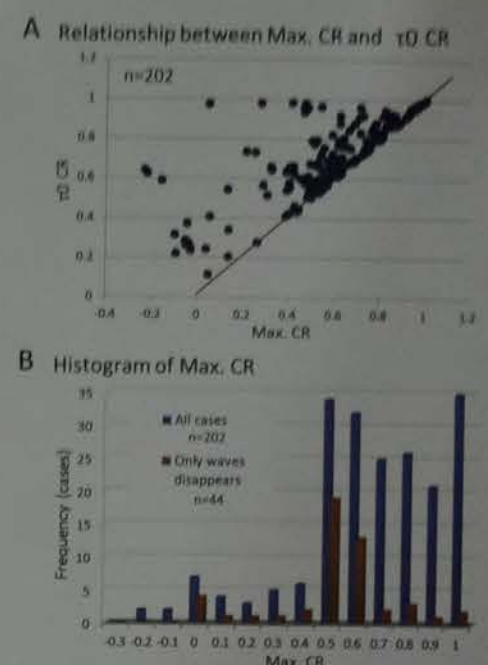 A Relationship between Max. CR and τ0 CR
1.2
n=202
1
0.8
0.6
0.4
0.2
0
τ0 CR
-0.4 -0.2 0 0.2 0.4 0.6 0.8 1 1.2
Max. CR
B Histogram of Max. CR
35
30
25
20
15
10
5
0
Frequency (cases)
All cases
n=202
Only waves
disappears
n=44
-0.3 -0.2 -0.1 0 0.1 0.2 0.3 0.4 0.5 0.6 0.7 0.8 0.9 1
Max. CR